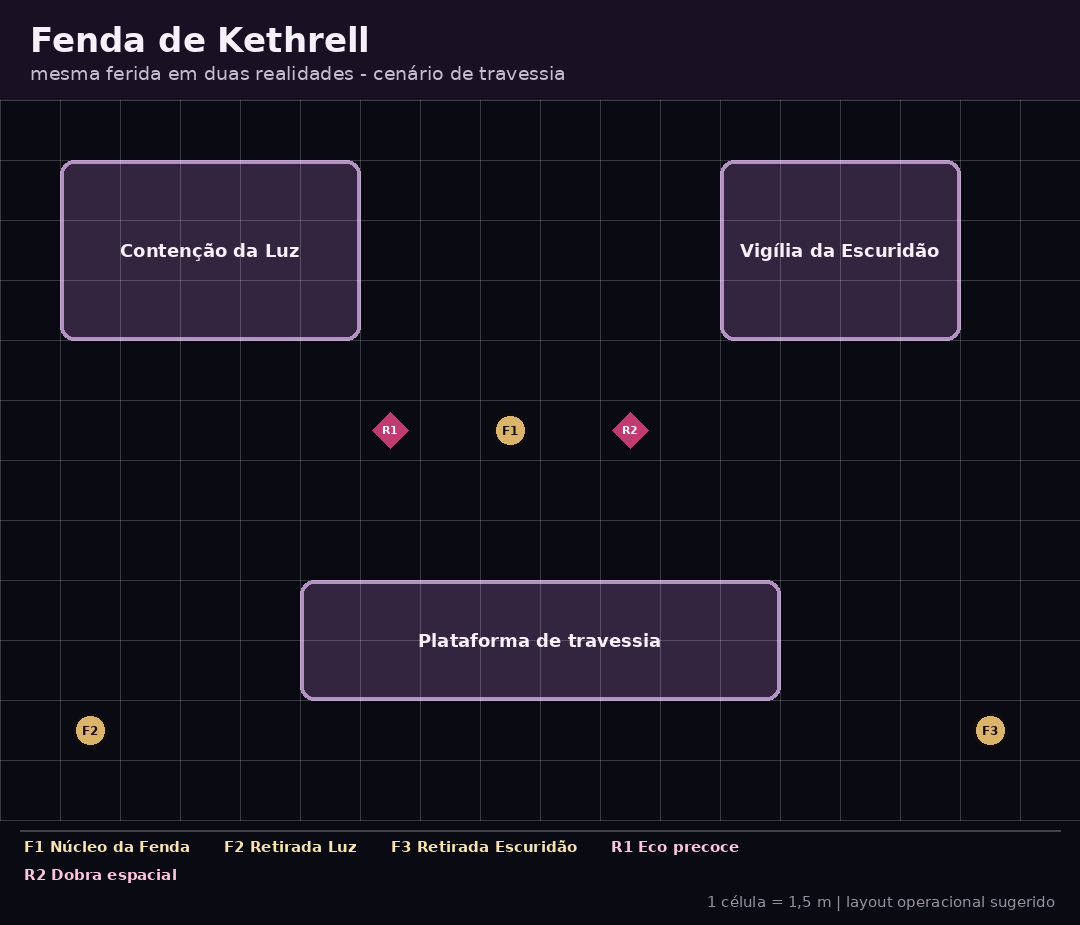 Fenda de Kethrell
mesma ferida em duas realidades - cenário de travessia
Contenção da Luz
Vigília da Escuridão
R1
F1
R2
Plataforma de travessia
F2
F3
F1 Núcleo da Fenda F2 Retirada Luz F3 Retirada Escuridão R1 Eco precoce
R2 Dobra espacial
1 célula = 1,5 m | layout operacional sugerido